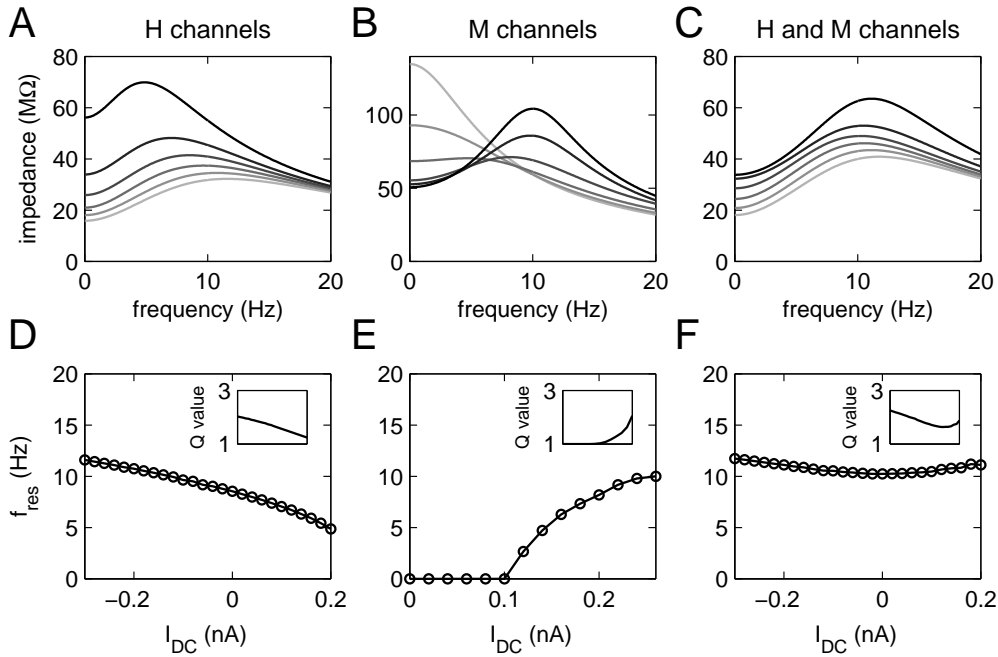 A
H channels
B
M channels
C
H and M channels
impedance (MΩ)
80
60
40
20
0
0
10
20
frequency (Hz)
100
50
0
0
10
20
frequency (Hz)
80
60
40
20
0
0
10
20
frequency (Hz)
D
E
F
f_res (Hz)
20
15
10
5
0
Q value
3
1
−0.2
0
0.2
I_DC (nA)
20
15
10
5
0
Q value
3
1
0
0.1
0.2
I_DC (nA)
20
15
10
5
0
Q value
3
1
−0.2
0
0.2
I_DC (nA)